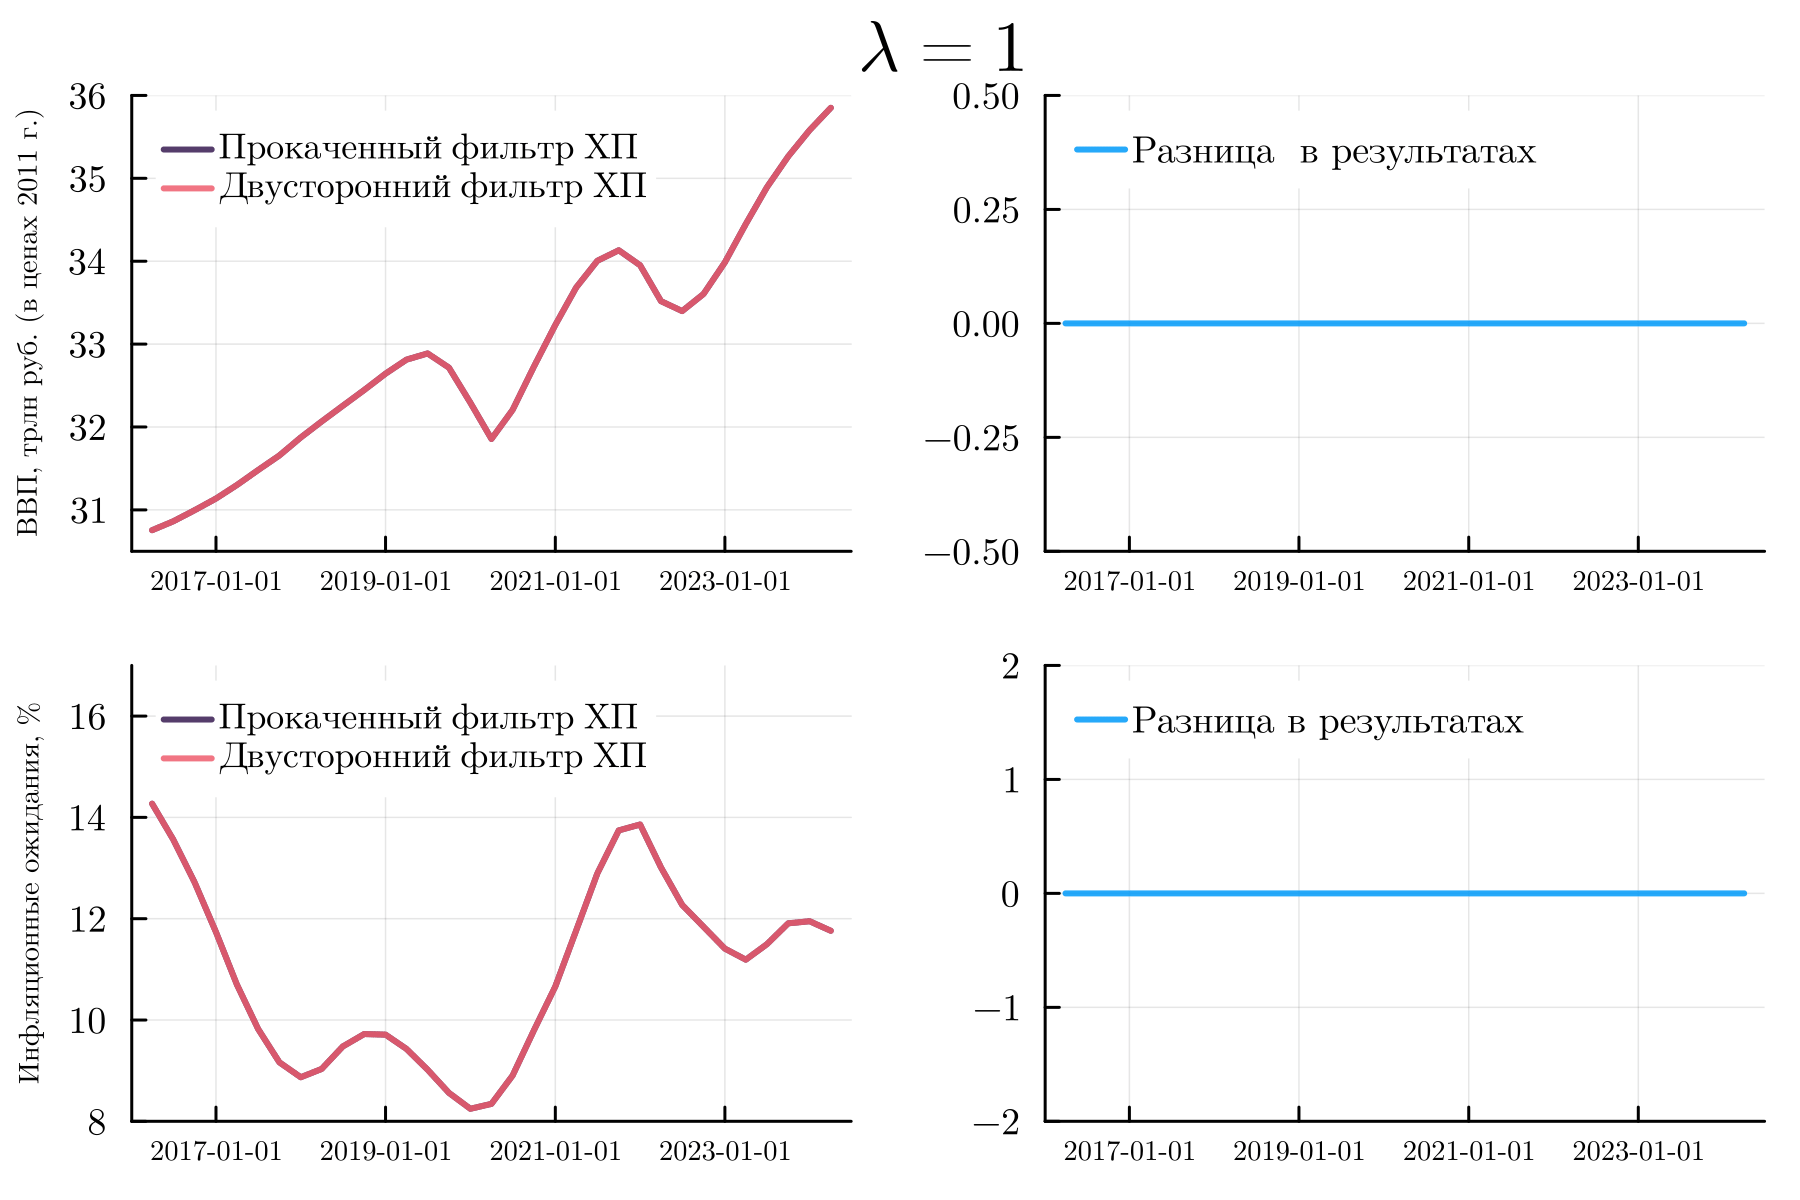 λ = 1
ВВП, трлн руб. (в ценах 2011 г.)
36
35
34
33
32
31
Прокаченный фильтр ХП
Двусторонний фильтр ХП
2017-01-01 2019-01-01 2021-01-01 2023-01-01
0.50
0.25
0.00
−0.25
−0.50
Разница в результатах
2017-01-01 2019-01-01 2021-01-01 2023-01-01
Инфляционные ожидания, %
16
14
12
10
8
Прокаченный фильтр ХП
Двусторонний фильтр ХП
2017-01-01 2019-01-01 2021-01-01 2023-01-01
2
1
0
−1
−2
Разница в результатах
2017-01-01 2019-01-01 2021-01-01 2023-01-01